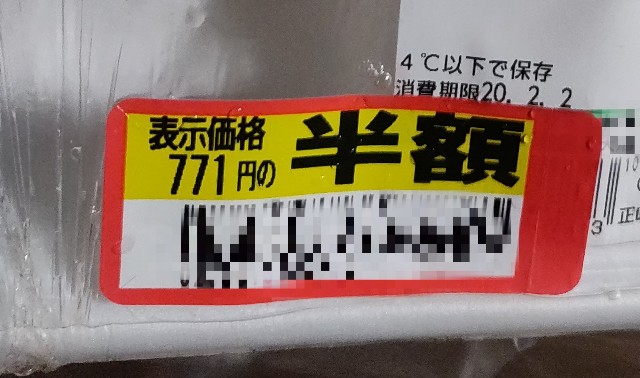 4℃以下で保存
消費期限20. 2. 2
表示価格
771円の
半額
3